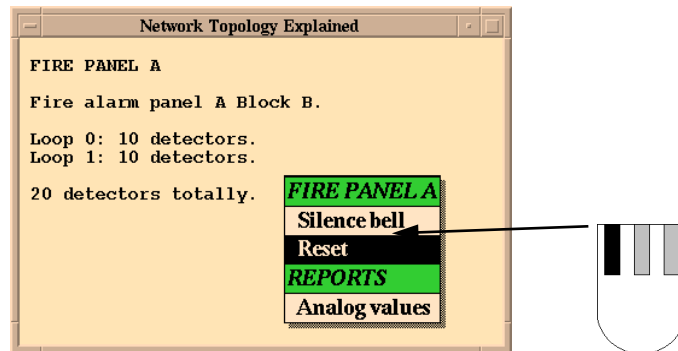 Network Topology Explained
FIRE PANEL A
Fire alarm panel A Block B.
Loop 0: 10 detectors.
Loop 1: 10 detectors.
20 detectors totally.
FIRE PANEL A
Silence bell
Reset
REPORTS
Analog values